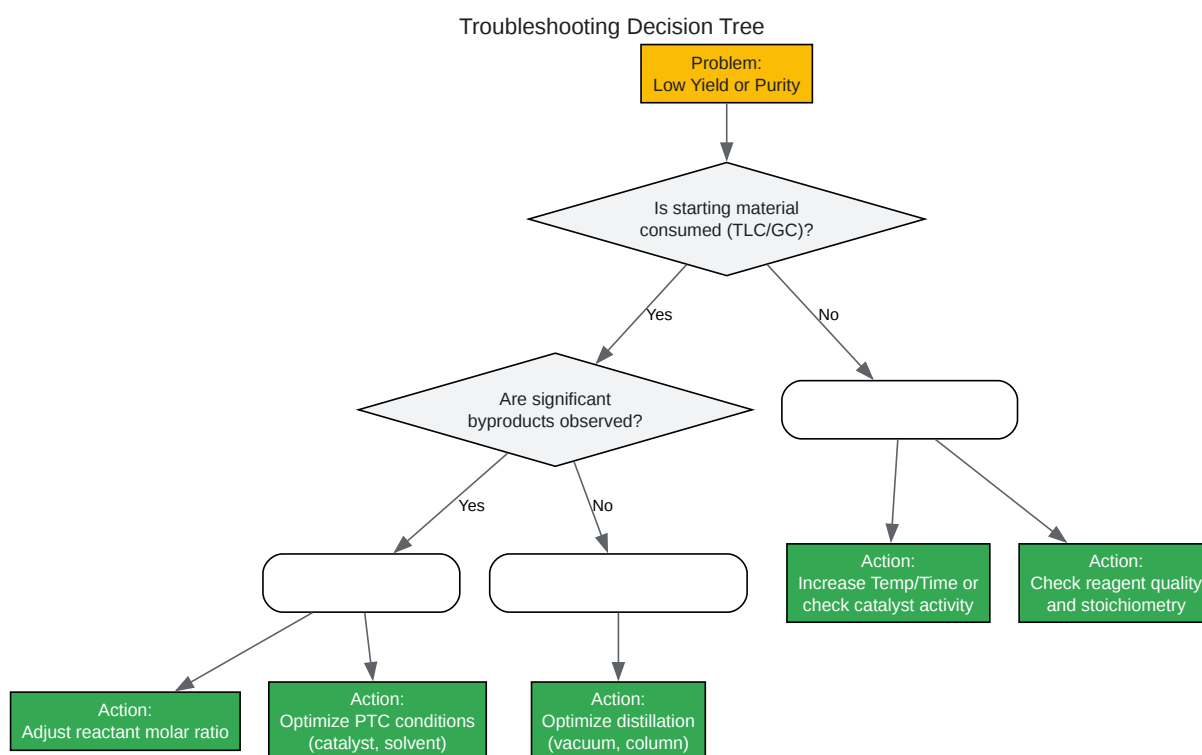 Troubleshooting Decision Tree
Problem:
Low Yield or Purity
Is starting material
consumed (TLC/GC)?
Yes
No
Are significant
byproducts observed?
Yes
No
Action:
Increase Temp/Time or
check catalyst activity
Action:
Check reagent quality
and stoichiometry
Action:
Adjust reactant molar ratio
Action:
Optimize PTC conditions
(catalyst, solvent)
Action:
Optimize distillation
(vacuum, column)